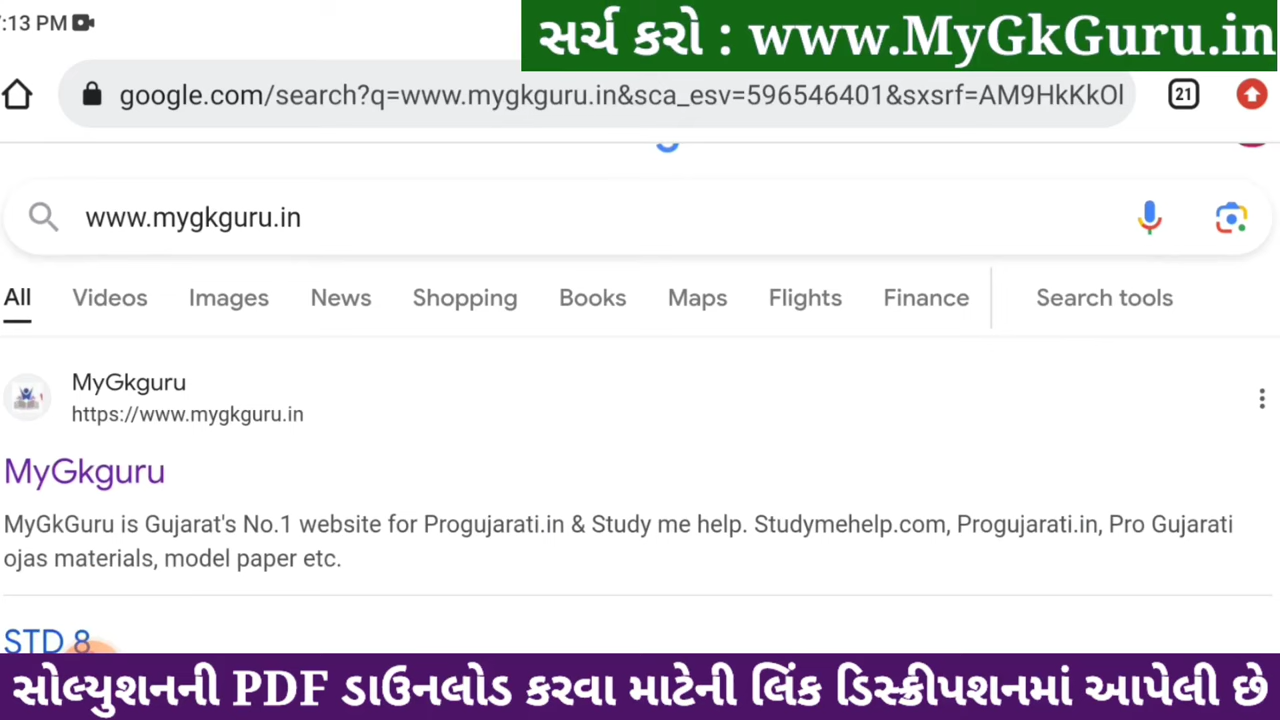 :13 PM
સર્ચ કરો : www.MyGkGuru.in
google.com/search?q=www.mygkguru.in&sca_esv=596546401&sxsrf=AM9HkKkOl
21
www.mygkguru.in
All Videos Images News Shopping Books Maps Flights Finance Search tools
MyGkguru
https://www.mygkguru.in
MyGkguru
MyGkGuru is Gujarat's No.1 website for Progujarati.in & Study me help. Studymehelp.com, Progujarati.in, Pro Gujarati
ojas materials, model paper etc.
STD 8
સોલ્યુશનની PDF ડાઉનલોડ કરવા માટેની લિંક ડિસ્ક્રીપશનમાં આપેલી છે